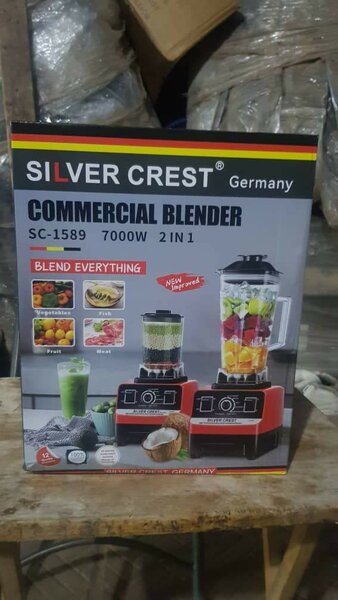 SILVER CREST® Germany
COMMERCIAL BLENDER
SC-1589 7000W 2 IN 1
BLEND EVERYTHING
NEW
Improved
Vegetables Fish
Fruit Meat
SILVER CREST
SILVER CREST
12
SILVER CREST GERMANY